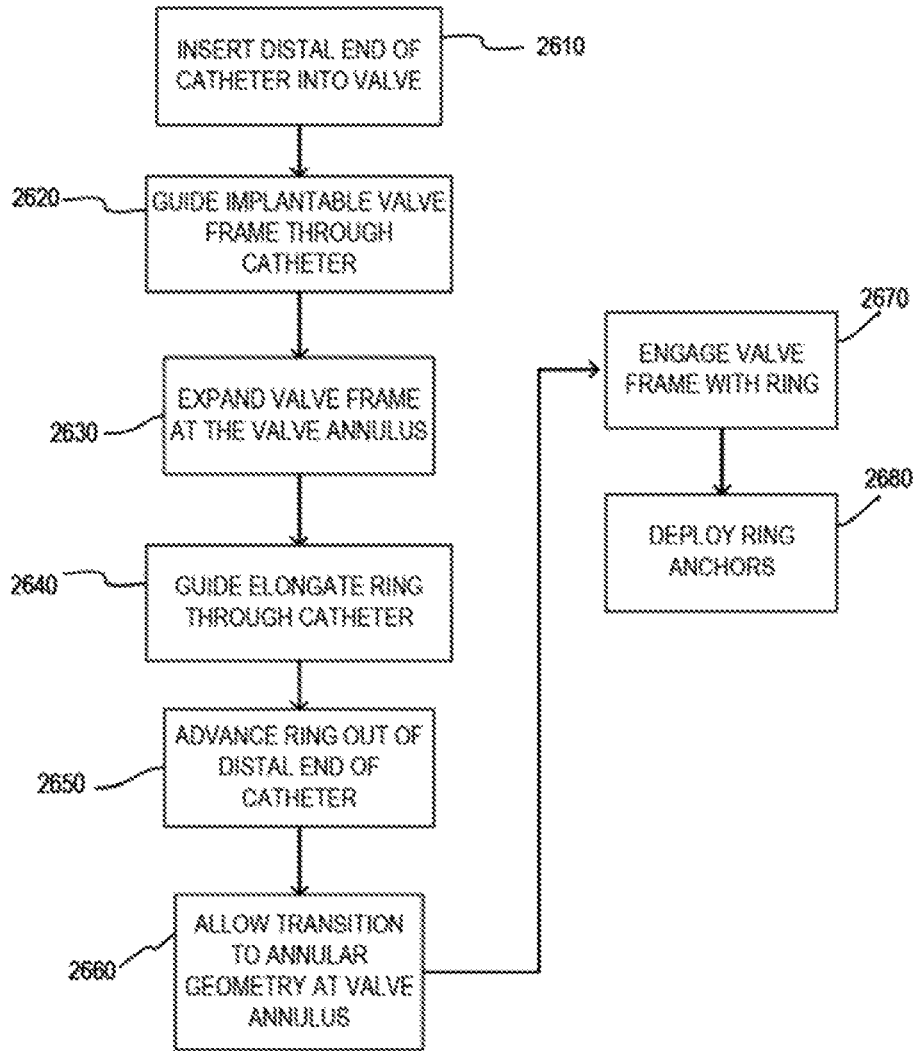 INSERT DISTAL END OF
CATHETER INTO VALVE
2610
2620
GUIDE IMPLANTABLE VALVE
FRAME THROUGH
CATHETER
EXPAND VALVE FRAME
AT THE VALVE ANNULUS
2630
2640
GUIDE ELONGATE RING
THROUGH CATHETER
ADVANCE RING OUT OF
DISTAL END OF
CATHETER
2650
ALLOW TRANSITION
TO ANNULAR
GEOMETRY AT VALVE
ANNULUS
2660
2670
ENGAGE VALVE
FRAME WITH RING
2680
DEPLOY RING
ANCHORS